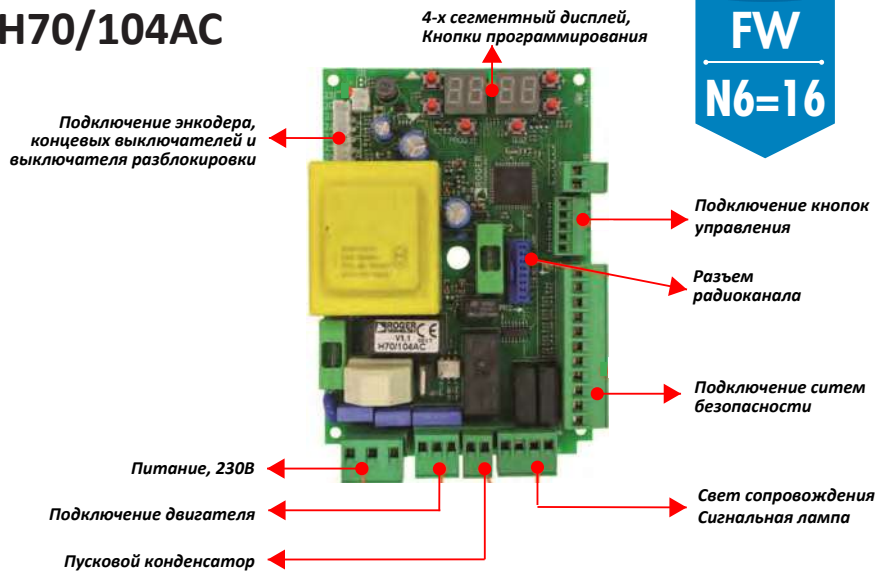 H70/104AC
4-х сегментный дисплей,
Кнопки программирования
FW
N6=16
Подключение энкодера,
концевых выключателей и
выключателя разблокировки
Подключение кнопок
управления
Разъем
радиоканала
ROGER
ROGER
CE
V1.1
H70/104AC
Подключение ситем
безопасности
Питание, 230В
Подключение двигателя
Пусковой конденсатор
Свет сопровождения
Сигнальная лампа